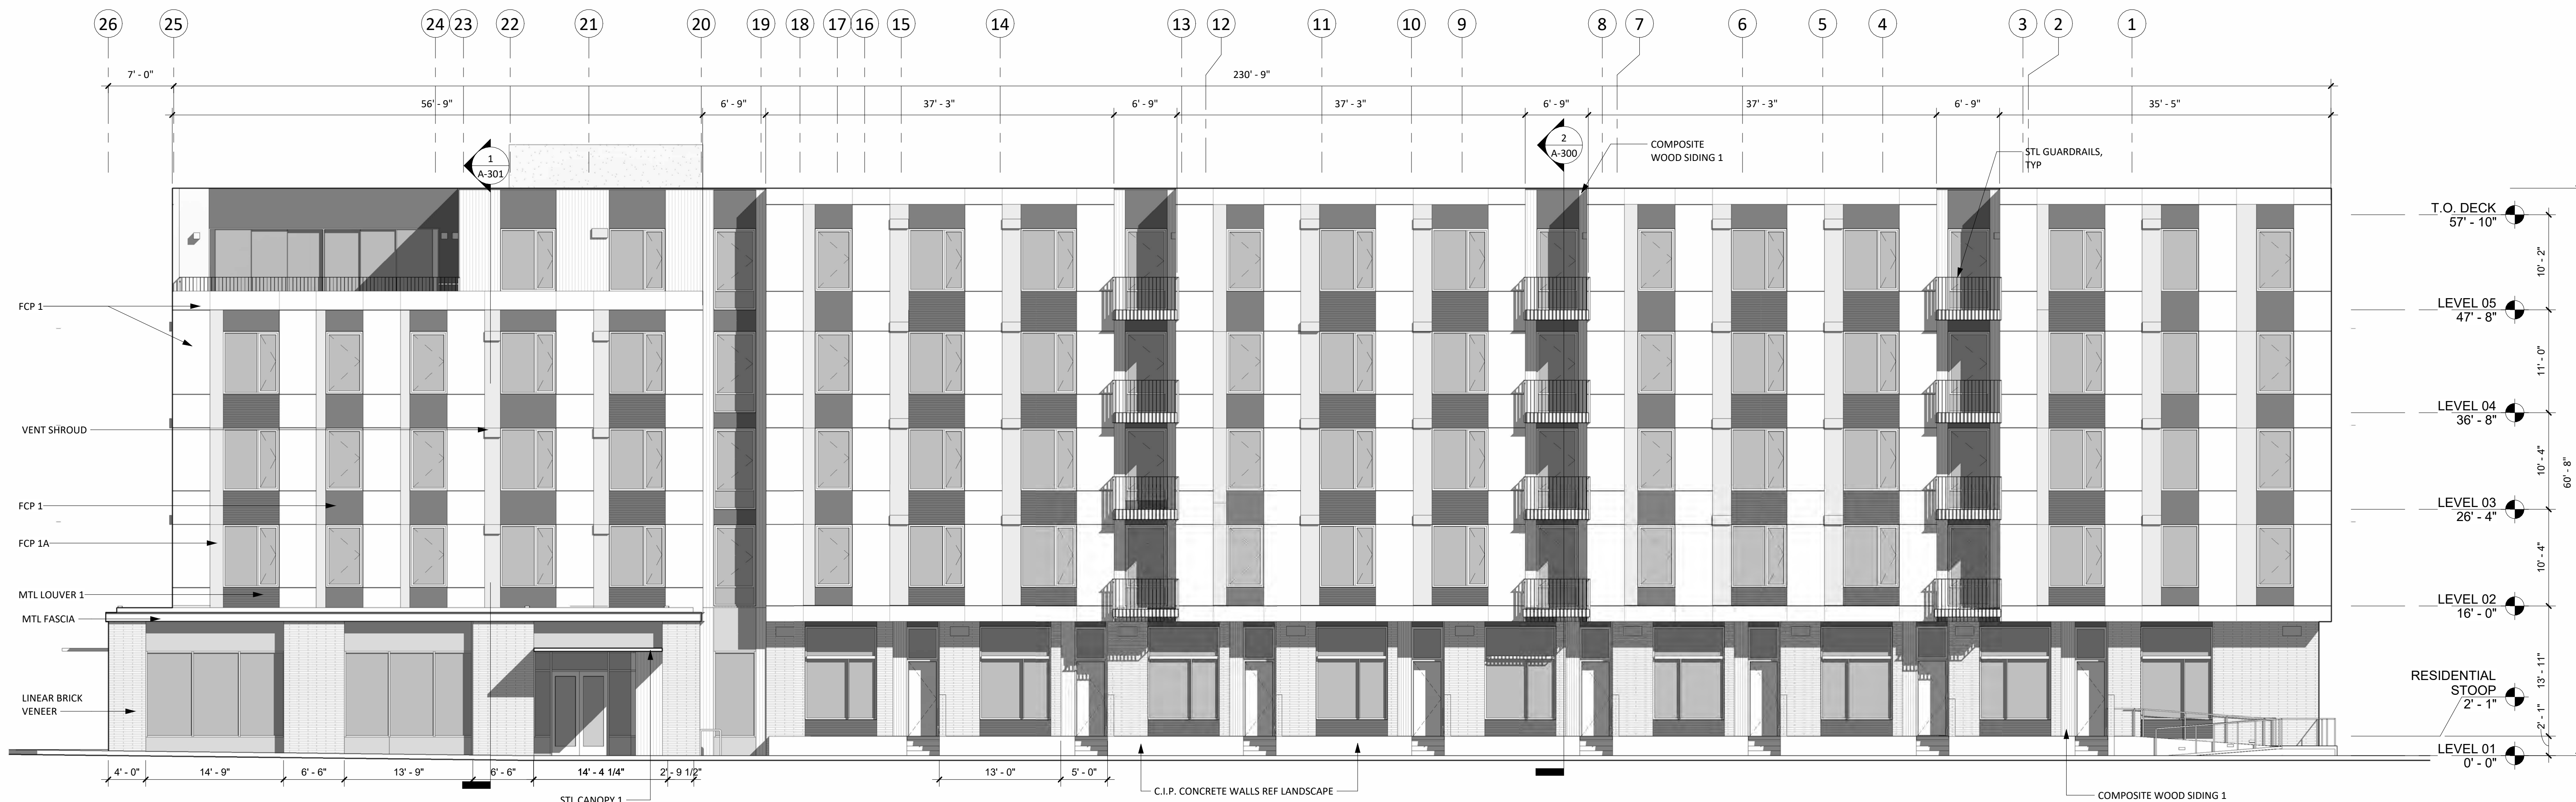 26
25
24
23
22
21
20
19
18
17
16
15
14
13
12
11
10
9
8
7
6
5
4
3
2
1
7' - 0"
230' - 9"
56' - 9"
6' - 9"
37' - 3"
6' - 9"
37' - 3"
6' - 9"
37' - 3"
6' - 9"
35' - 5"
1
A-301
2
A-300
COMPOSITE
WOOD SIDING 1
STL GUARDRAILS,
TYP
FCP 1
VENT SHROUD
FCP 1
FCP 1A
MTL LOUVER 1
MTL FASCIA
LINEAR BRICK
VENEER
T.O. DECK
57' - 10"
10' - 2"
LEVEL 05
47' - 8"
11' - 0"
LEVEL 04
36' - 8"
10' - 4"
60' - 8"
LEVEL 03
26' - 4"
10' - 4"
LEVEL 02
16' - 0"
13' - 11"
RESIDENTIAL
STOOP
2' - 1"
2' - 1"
LEVEL 01
0' - 0"
4' - 0"
14' - 9"
6' - 6"
13' - 9"
6' - 6"
14' - 4 1/4"
2' - 9 1/2"
13' - 0"
5' - 0"
STL CANOPY 1
C.I.P. CONCRETE WALLS REF LANDSCAPE
COMPOSITE WOOD SIDING 1